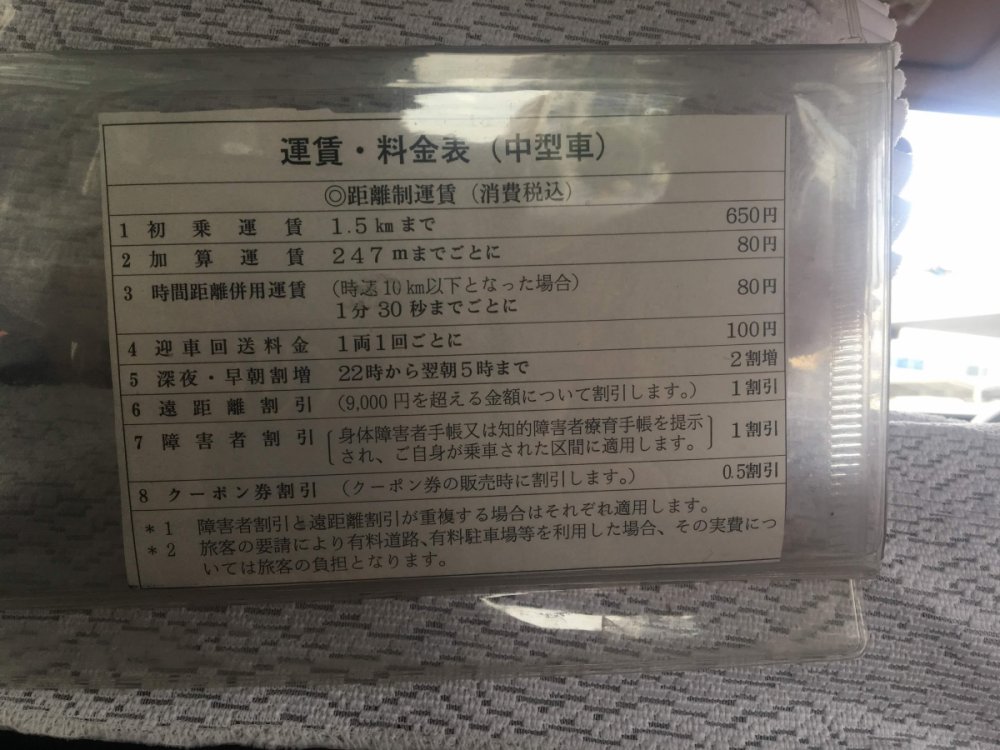 運賃・料金表（中型車）
◎距離制運賃（消費税込）
1 初乗運賃 1.5kmまで 650円
2 加算運賃 247mまでごとに 80円
3 時間距離併用運賃 （時速10km以下となった場合） 80円
1分30秒までごとに
4 迎車回送料金 1両1回ごとに 100円
5 深夜・早朝割増 22時から翌朝5時まで 2割増
6 遠距離割引 （9,000円を超える金額について割引します。） 1割引
7 障害者割引 身体障害者手帳又は知的障害者療育手帳を提示 1割引
され、ご自身が乗車された区間に適用します。
8 クーポン券割引 （クーポン券の販売時に割引します。） 0.5割引
＊1 障害者割引と遠距離割引が重複する場合はそれぞれ適用します。
＊2 旅客の要請により有料道路、有料駐車場等を利用した場合、その実費につ
いては旅客の負担となります。